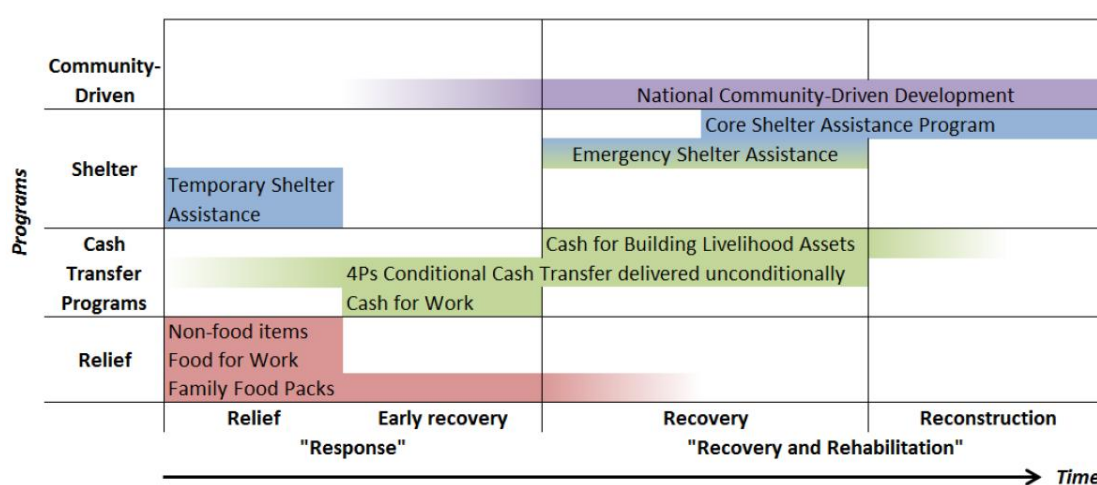 Programs
Community-
Driven
National Community-Driven Development
Shelter
Core Shelter Assistance Program
Emergency Shelter Assistance
Temporary Shelter
Assistance
Cash
Transfer
Programs
Cash for Building Livelihood Assets
4Ps Conditional Cash Transfer delivered unconditionally
Cash for Work
Relief
Non-food items
Food for Work
Family Food Packs
Relief
Early recovery
Recovery
Reconstruction
"Response"
"Recovery and Rehabilitation"
Time